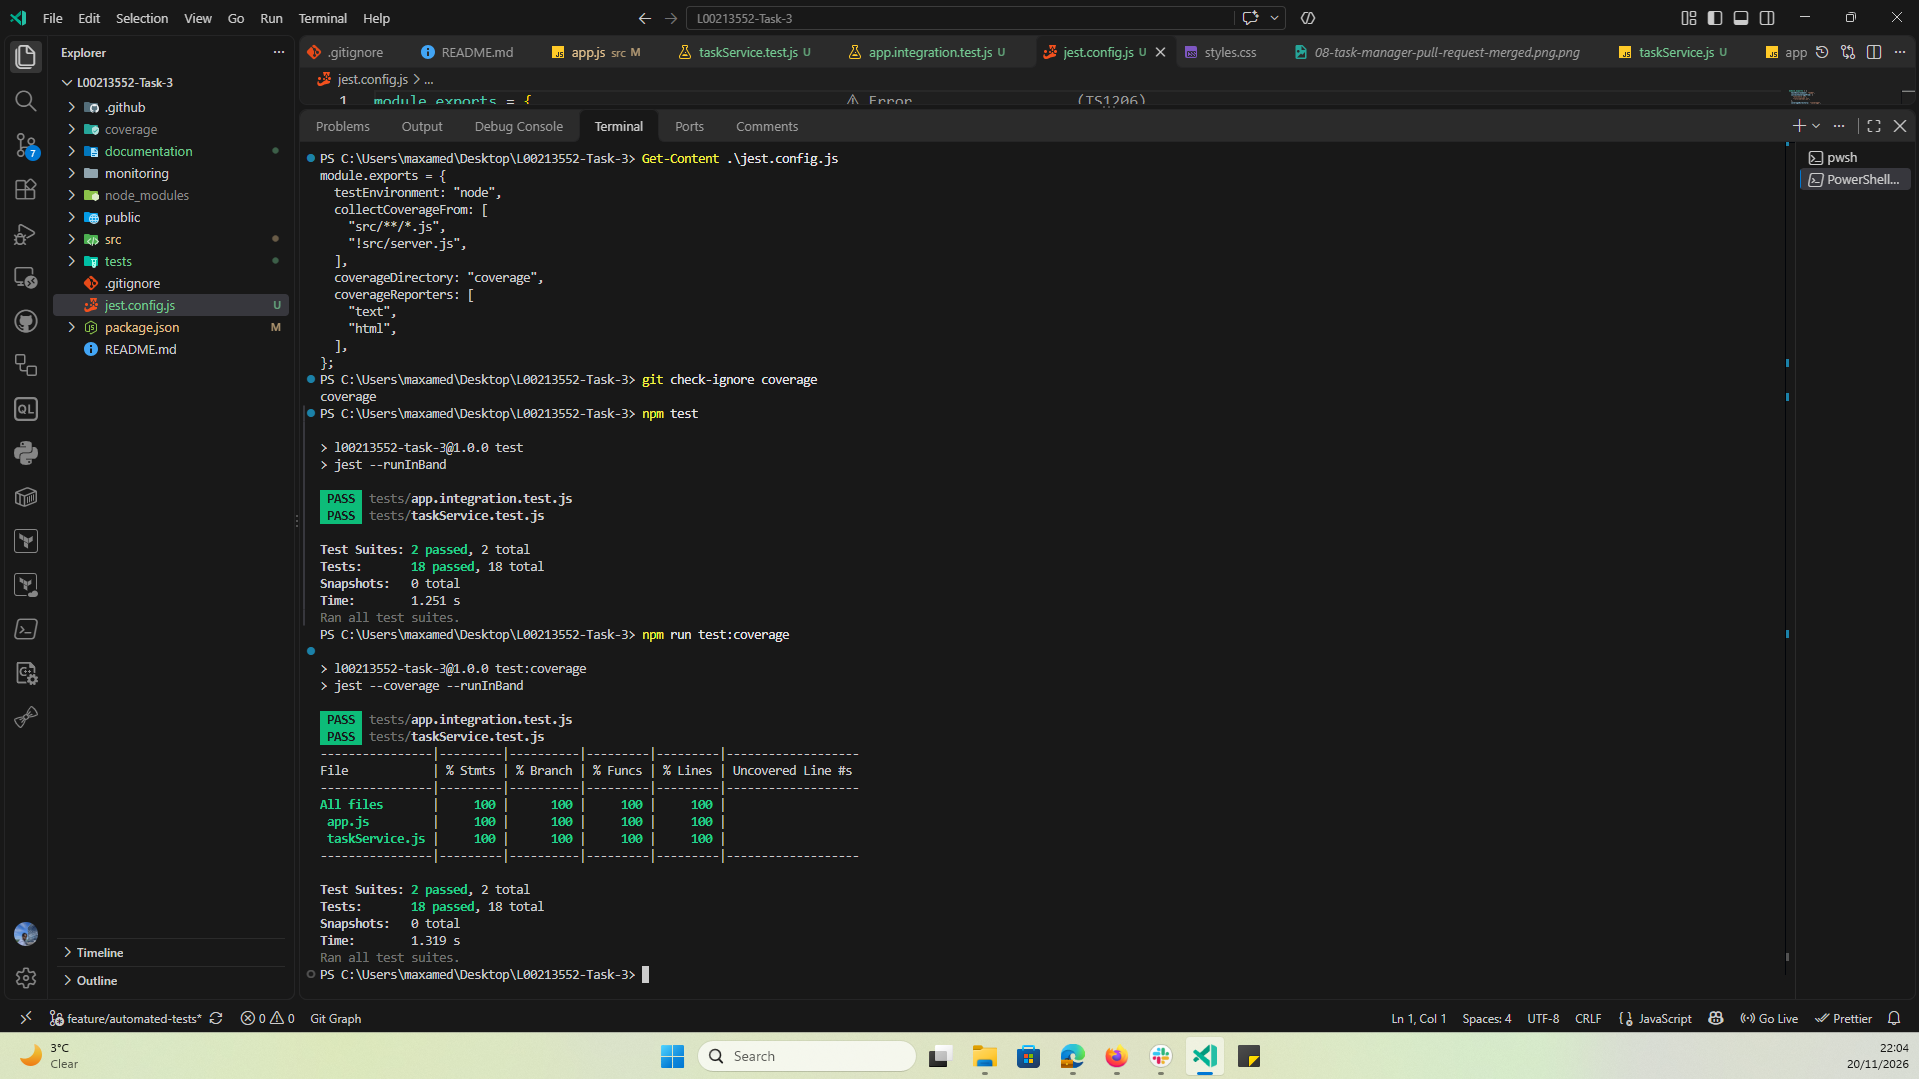 File Edit Selection View Go Run Terminal Help
L00213552-Task-3
Explorer
.gitignore
README.md
app.js src M
taskService.test.js U
app.integration.test.js U
jest.config.js U
styles.css
08-task-manager-pull-request-merged.png.png
taskService.js U
app
L00213552-Task-3
.github
coverage
documentation
monitoring
node_modules
public
src
tests
.gitignore
jest.config.js U
package.json M
README.md
Timeline
Outline
7
QL
jest.config.js > ...
1 module.exports = {
Error (TS1206)
Problems Output Debug Console Terminal Ports Comments
pwsh
PowerShell...
PS C:\Users\maxamed\Desktop\L00213552-Task-3> Get-Content .\jest.config.js
module.exports = {
testEnvironment: "node",
collectCoverageFrom: [
"src/**/*.js",
"!src/server.js",
],
coverageDirectory: "coverage",
coverageReporters: [
"text",
"html",
],
};
PS C:\Users\maxamed\Desktop\L00213552-Task-3> git check-ignore coverage
coverage
PS C:\Users\maxamed\Desktop\L00213552-Task-3> npm test
> l00213552-task-3@1.0.0 test
> jest --runInBand
PASS tests/app.integration.test.js
PASS tests/taskService.test.js
Test Suites: 2 passed, 2 total
Tests: 18 passed, 18 total
Snapshots: 0 total
Time: 1.251 s
Ran all test suites.
PS C:\Users\maxamed\Desktop\L00213552-Task-3> npm run test:coverage
> l00213552-task-3@1.0.0 test:coverage
> jest --coverage --runInBand
PASS tests/app.integration.test.js
PASS tests/taskService.test.js
----------------|---------|----------|---------|---------|-------------------
File | % Stmts | % Branch | % Funcs | % Lines | Uncovered Line #s
----------------|---------|----------|---------|---------|-------------------
All files | 100 | 100 | 100 | 100 |
app.js | 100 | 100 | 100 | 100 |
taskService.js | 100 | 100 | 100 | 100 |
----------------|---------|----------|---------|---------|-------------------
Test Suites: 2 passed, 2 total
Tests: 18 passed, 18 total
Snapshots: 0 total
Time: 1.319 s
Ran all test suites.
PS C:\Users\maxamed\Desktop\L00213552-Task-3>
feature/automated-tests* 0 0 Git Graph
Ln 1, Col 1 Spaces: 4 UTF-8 CRLF { } JavaScript Go Live Prettier
3°C
Clear
Search
22:04
20/11/2026